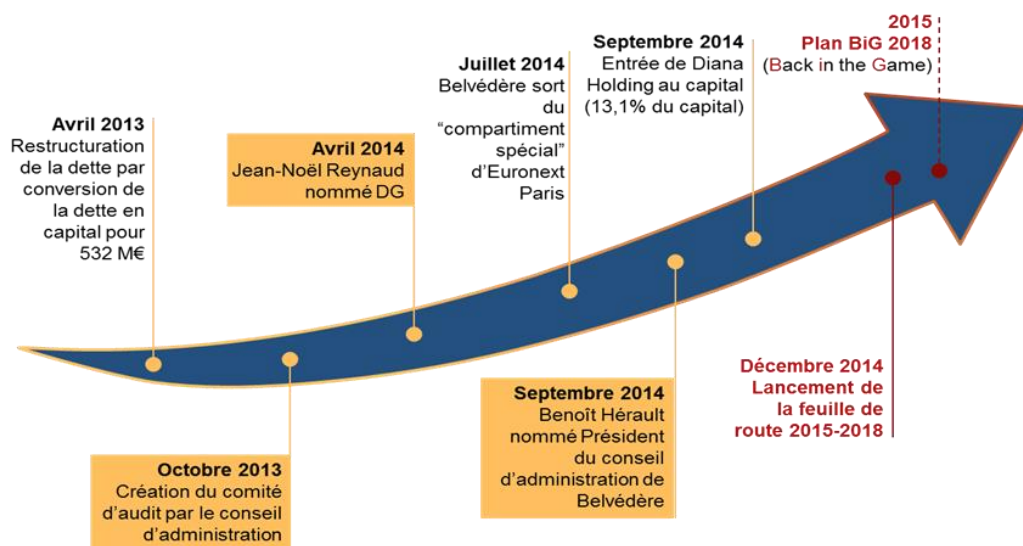 Avril 2013
Restructuration
de la dette par
conversion de
la dette en
capital pour
532 M€
Octobre 2013
Création du comité
d'audit par le conseil
d'administration
Avril 2014
Jean-Noël Reynaud
nommé DG
Juillet 2014
Belvédère sort
du
“compartiment
spécial”
d'Euronext
Paris
Septembre 2014
Benoît Hérault
nommé Président
du conseil
d'administration de
Belvédère
Septembre 2014
Entrée de Diana
Holding au capital
(13,1% du capital)
Décembre 2014
Lancement de
la feuille de
route 2015-2018
2015
Plan BiG 2018
(Back in the Game)